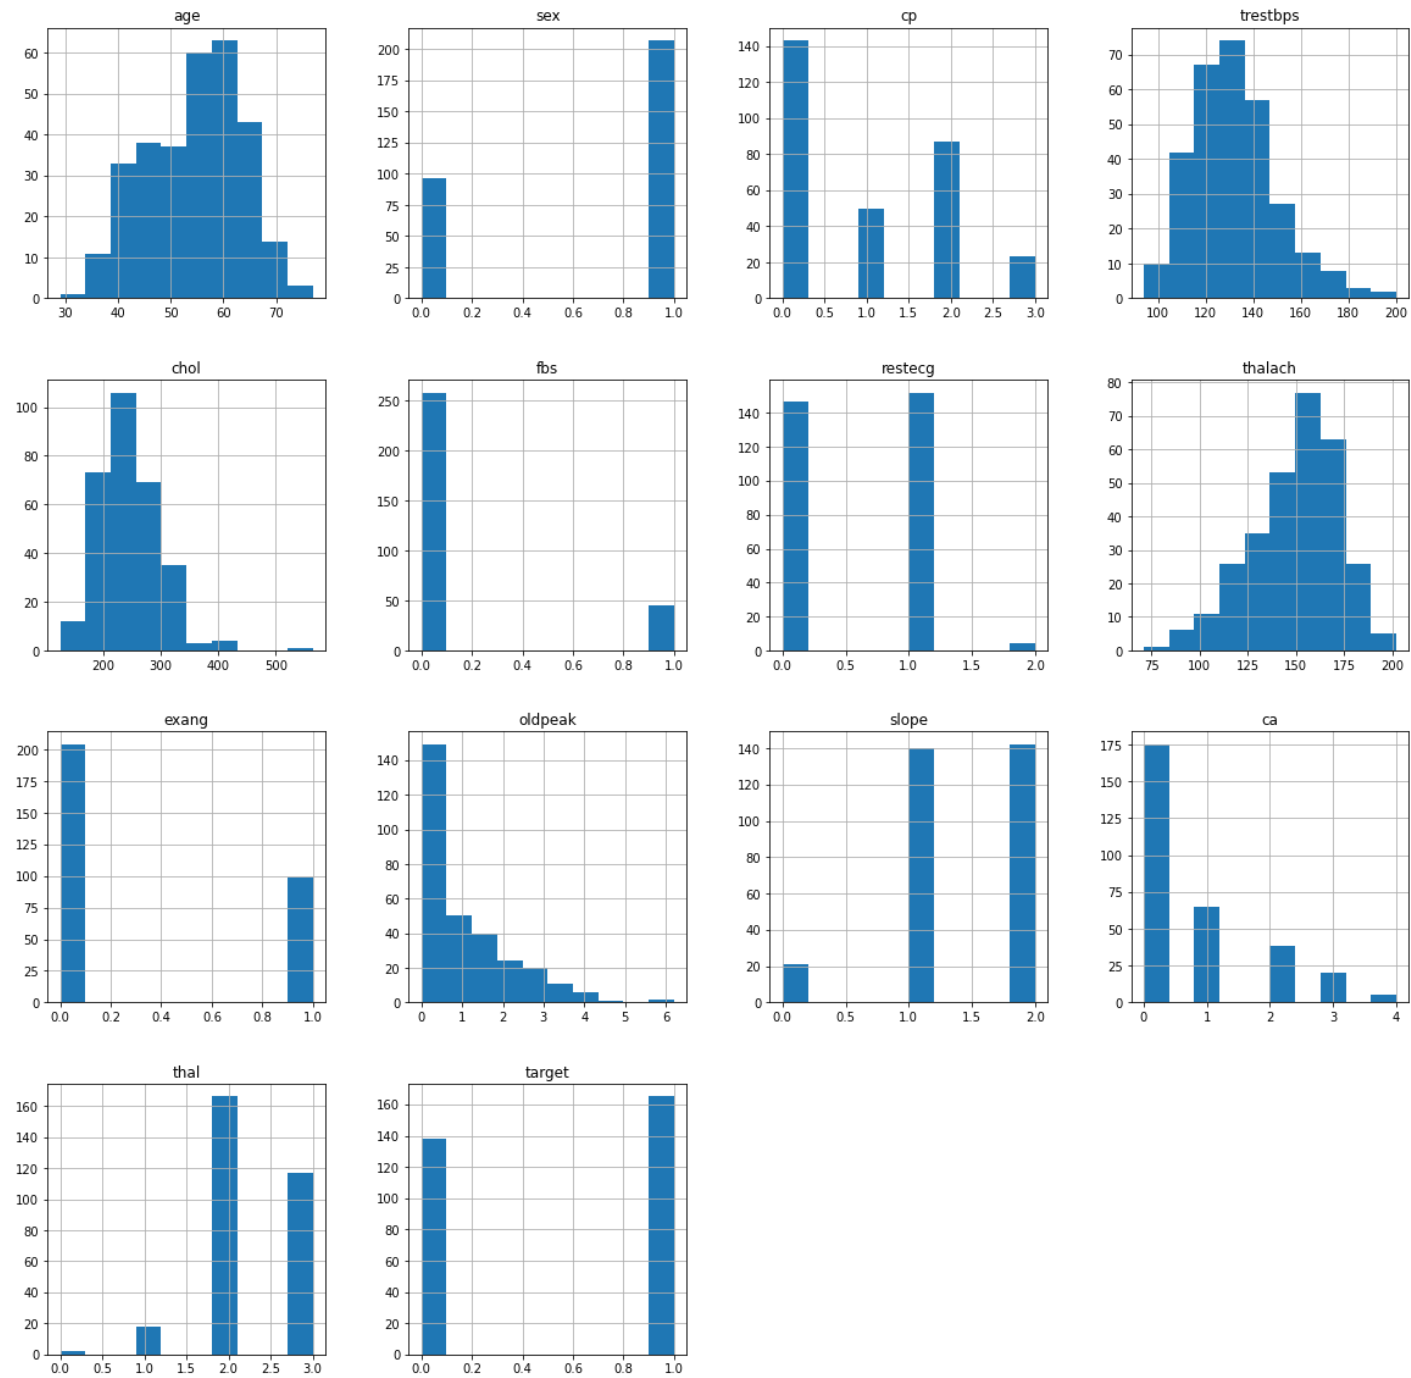 age sex cp trestbps
60 50 40 30 20 10 0
30 40 50 60 70
200 175 150 125 100 75 50 25 0
0.0 0.2 0.4 0.6 0.8 1.0
140 120 100 80 60 40 20 0
0.0 0.5 1.0 1.5 2.0 2.5 3.0
70 60 50 40 30 20 10 0
100 120 140 160 180 200
chol fbs restecg thalach
100 80 60 40 20 0
200 300 400 500
250 200 150 100 50 0
0.0 0.2 0.4 0.6 0.8 1.0
140 120 100 80 60 40 20 0
0.0 0.5 1.0 1.5 2.0
80 70 60 50 40 30 20 10 0
75 100 125 150 175 200
exang oldpeak slope ca
200 175 150 125 100 75 50 25 0
0.0 0.2 0.4 0.6 0.8 1.0
140 120 100 80 60 40 20 0
0 1 2 3 4 5 6
140 120 100 80 60 40 20 0
0.0 0.5 1.0 1.5 2.0
175 150 125 100 75 50 25 0
0 1 2 3 4
thal target
160 140 120 100 80 60 40 20 0
0.0 0.5 1.0 1.5 2.0 2.5 3.0
160 140 120 100 80 60 40 20 0
0.0 0.2 0.4 0.6 0.8 1.0